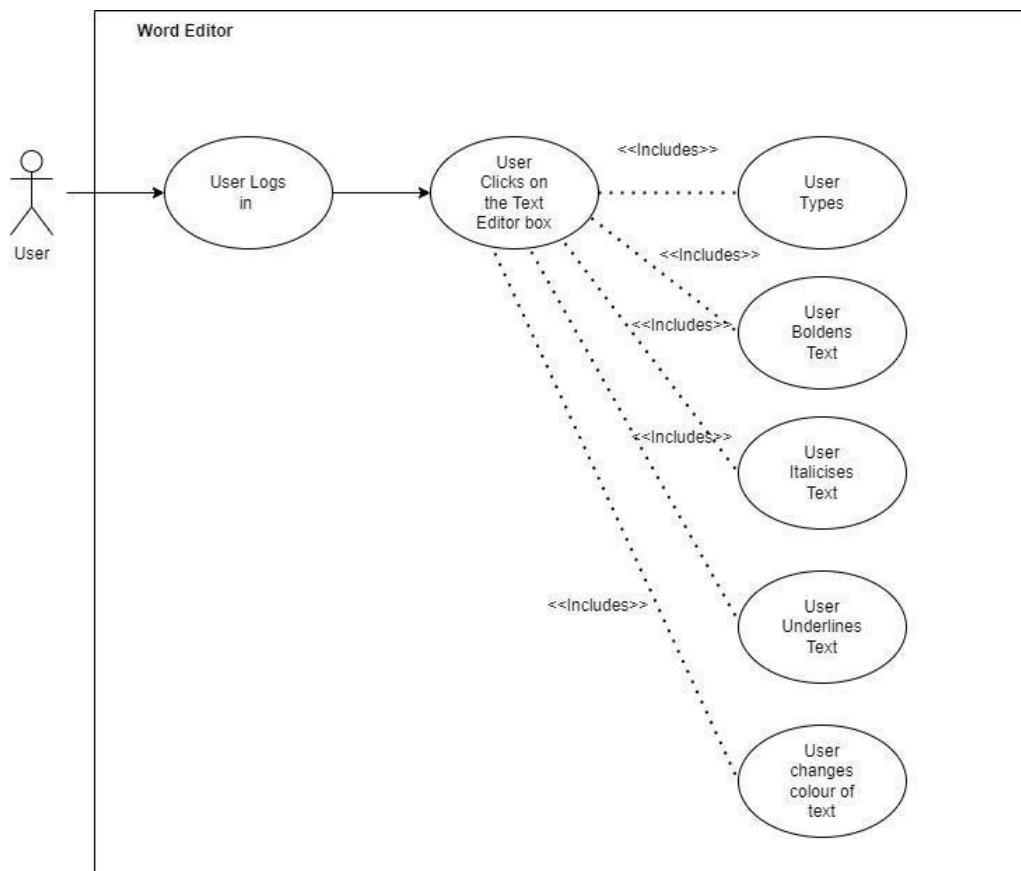 Word Editor
User
User Logs
in
User
Clicks on
the Text
Editor box
<<Includes>>
User
Types
<<Includes>>
User
Boldens
Text
<<Includes>>
User
Italicises
Text
<<Includes>>
User
Underlines
Text
<<Includes>>
User
changes
colour of
text